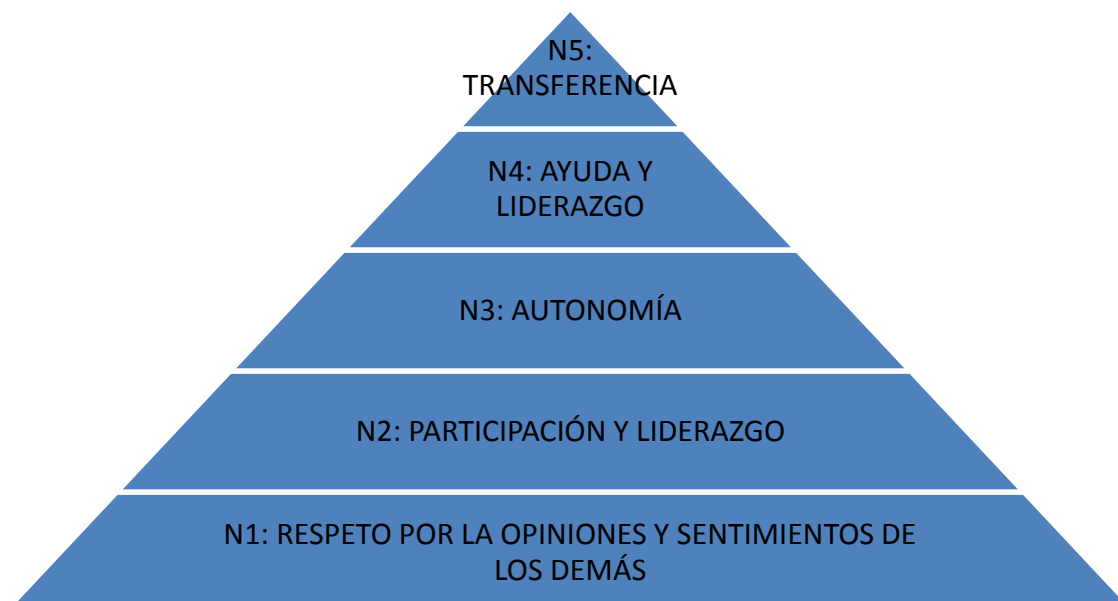 N5:
TRANSFERENCIA
N4: AYUDA Y
LIDERAZGO
N3: AUTONOMÍA
N2: PARTICIPACIÓN Y LIDERAZGO
N1: RESPETO POR LA OPINIONES Y SENTIMIENTOS DE
LOS DEMÁS